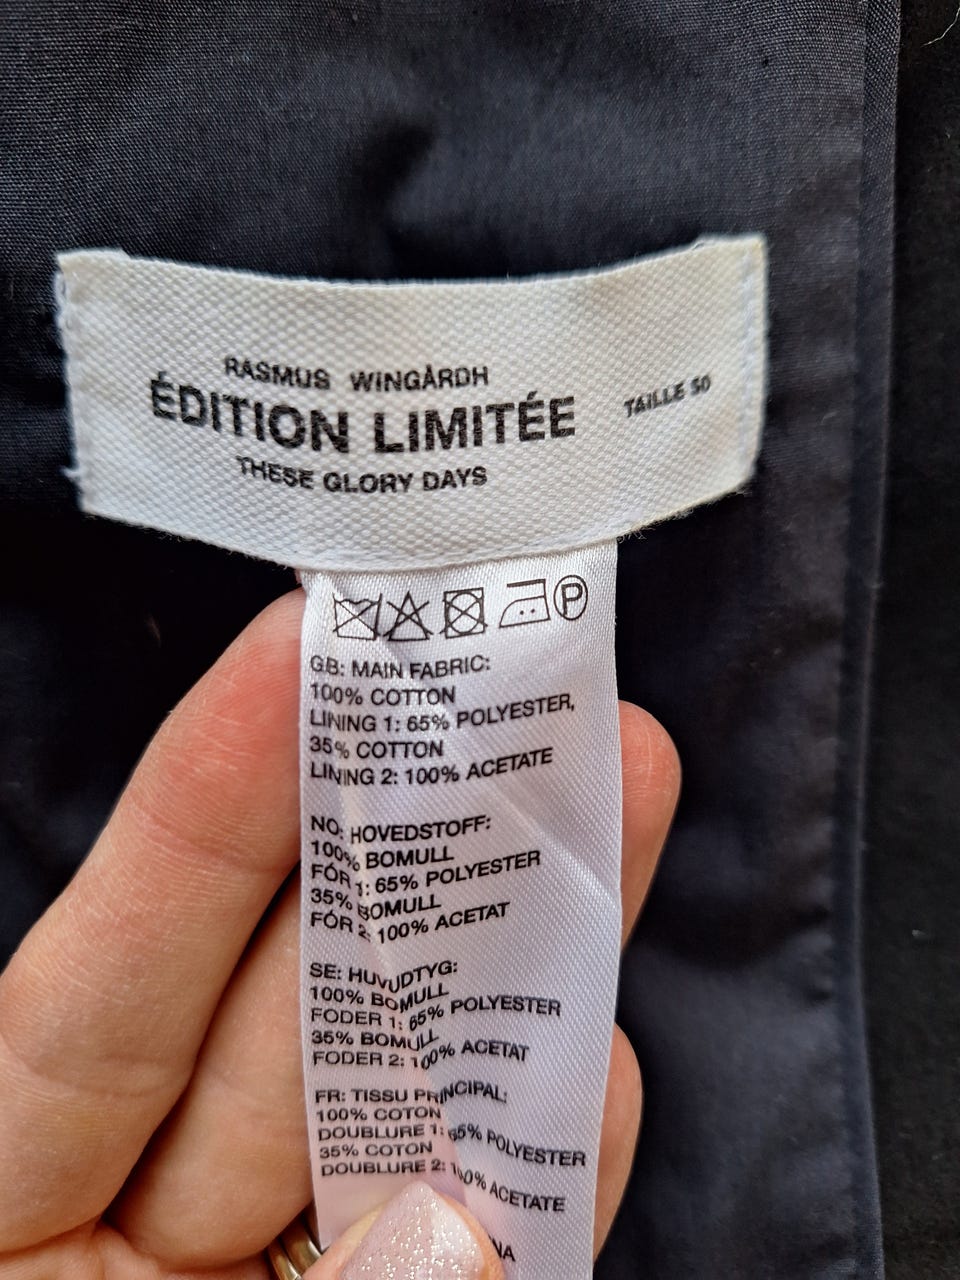 RASMUS WINGÅRDH
ÉDITION LIMITÉE
THESE GLORY DAYS
TAILLE 50
P
GB: MAIN FABRIC:
100% COTTON
LINING 1: 65% POLYESTER,
35% COTTON
LINING 2: 100% ACETATE
NO: HOVEDSTOFF:
100% BOMULL
FÓR 1: 65% POLYESTER
35% BOMULL
FÓR 2: 100% ACETAT
SE: HUVUDTYG:
100% BOMULL
FODER 1: 65% POLYESTER
35% BOMULL
FODER 2: 100% ACETAT
FR: TISSU PRINCIPAL:
100% COTON
DOUBLURE 1: 65% POLYESTER
35% COTON
DOUBLURE 2: 100% ACETATE